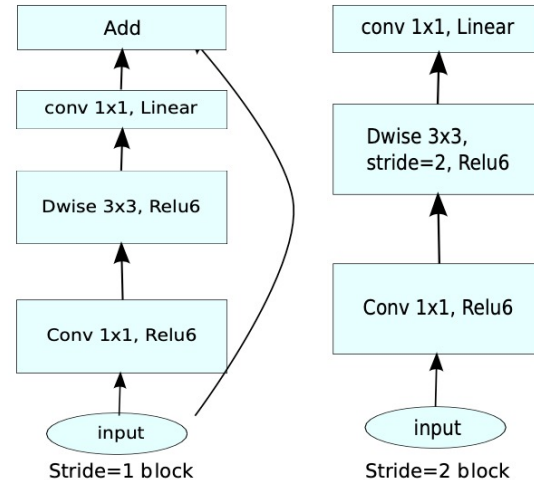 Add
conv 1x1, Linear
Dwise 3x3, Relu6
Conv 1x1, Relu6
input
Stride=1 block
conv 1x1, Linear
Dwise 3x3,
stride=2, Relu6
Conv 1x1, Relu6
input
Stride=2 block